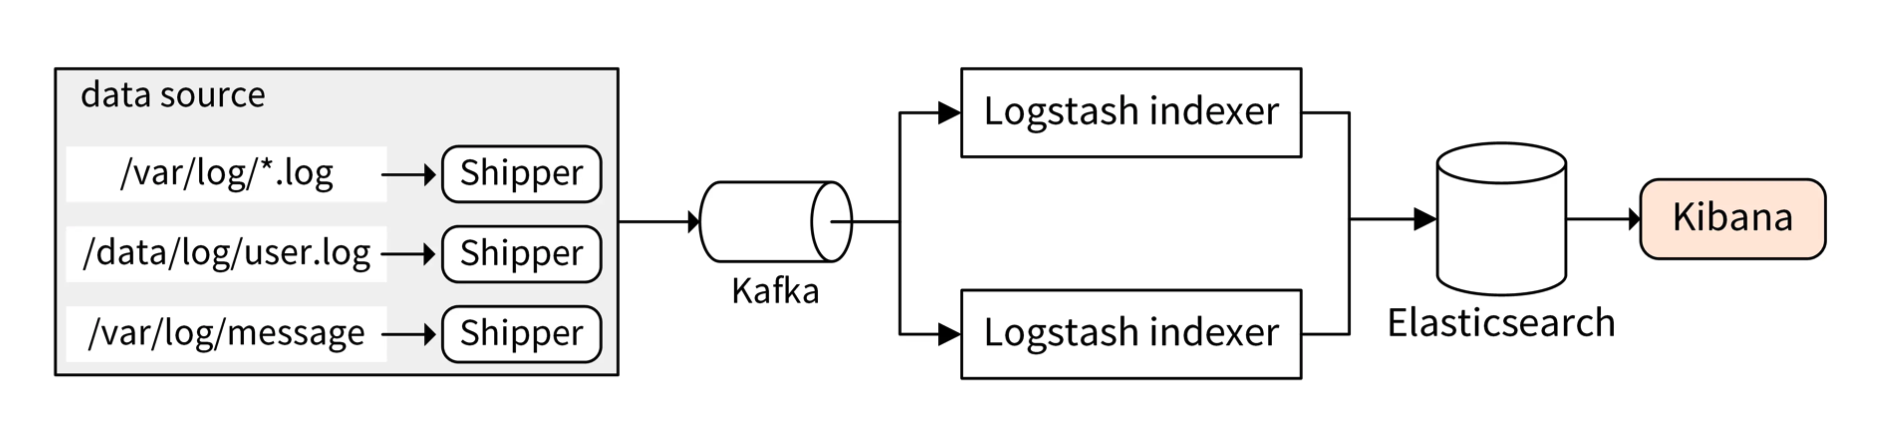 data source
/var/log/*.log
Shipper
/data/log/user.log
Shipper
/var/log/message
Shipper
Kafka
Logstash indexer
Logstash indexer
Elasticsearch
Kibana